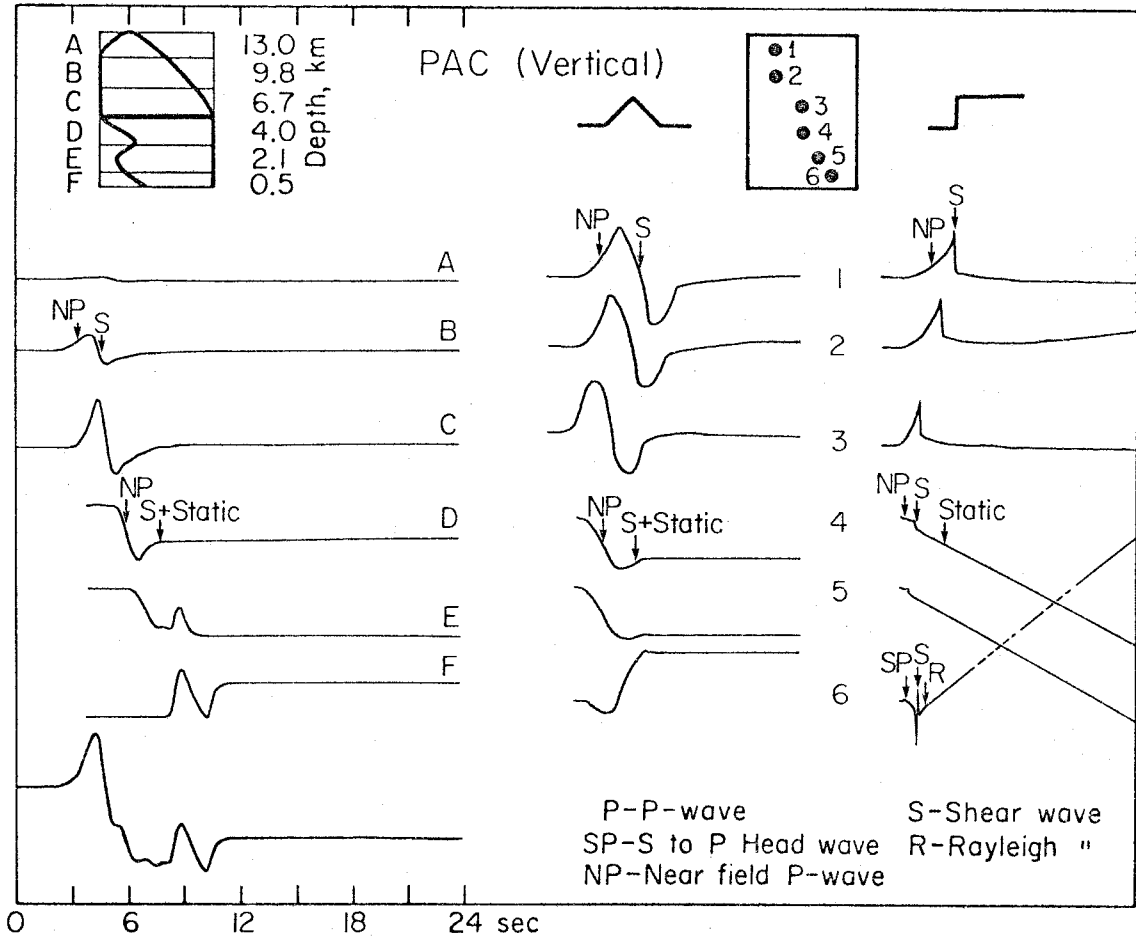 PAC (Vertical)
A 13.0
B 9.8
C 6.7
D 4.0
E 2.1
F 0.5
Depth, km
1
2
3
4
5
6
A
NP S
B
C
NP
S+Static
D
E
F
NP S
1
2
3
NP
S+Static
4
5
6
NP S
NP S
Static
SP S R
P-P-wave
SP-S to P Head wave
NP-Near field P-wave
S-Shear wave
R-Rayleigh "
0 6 12 18 24 sec